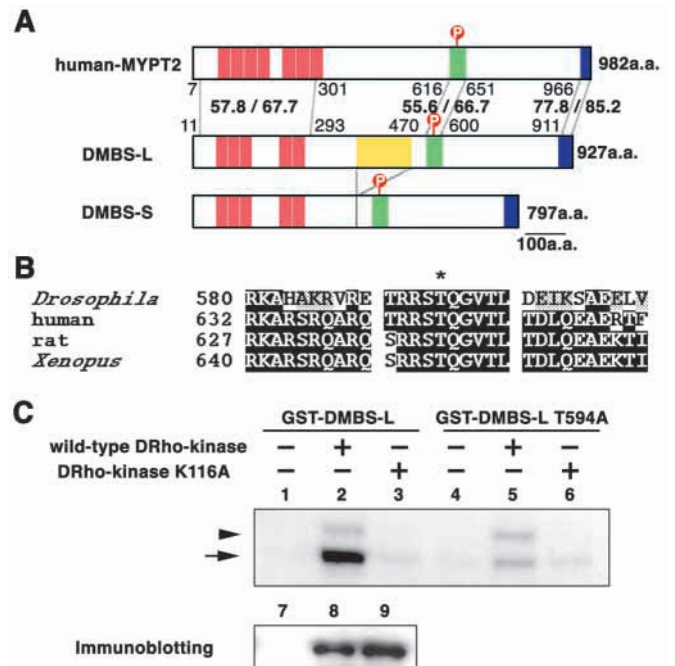 A
P
human-MYPT2
982a.a.
7 301 616 651 966
57.8 / 67.7 55.6 / 66.7 77.8 / 85.2
P
11 293 470 600 911
DMBS-L
927a.a.
P
DMBS-S
797a.a.
100a.a.
B
*
Drosophila 580 RKAHAKRVRE TRRSTQGVTL DEIKSAEELV
human 632 RKARSRQARQ TRRSTQGVTL TDLQEAERTF
rat 627 RKARSRQARQ SRRSTQGVTL TDLQEAEKTI
Xenopus 640 RKARSRQARQ SRRSTQGVTL TDLQEAEKTI
C
GST-DMBS-L GST-DMBS-L T594A
wild-type DRho-kinase − + − − + −
DRho-kinase K116A − − + − − +
1 2 3 4 5 6
7 8 9
Immunoblotting